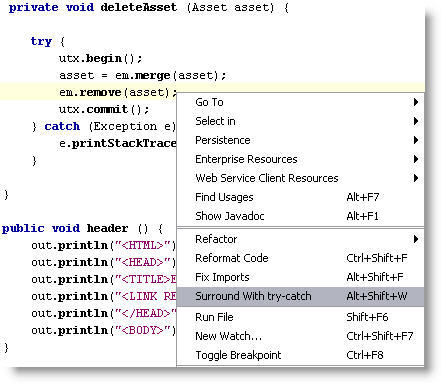 private void deleteAsset (Asset asset) {
try {
utx.begin();
asset = em.merge(asset);
em.remove(asset);
utx.commit();
} catch (Exception e)
e.printStackTrace
}
}
public void header () {
out.println("<HTML>")
out.println("<HEAD>")
out.println("<TITLE>E
out.println("<LINK RE
out.println("</HEAD>"
out.println("<BODY>")
}
Go To
Select in
Persistence
Enterprise Resources
Web Service Client Resources
Find Usages Alt+F7
Show Javadoc Alt+F1
Refactor
Reformat Code Ctrl+Shift+F
Fix Imports Alt+Shift+F
Surround With try-catch Alt+Shift+W
Run File Shift+F6
New Watch... Ctrl+Shift+F7
Toggle Breakpoint Ctrl+F8